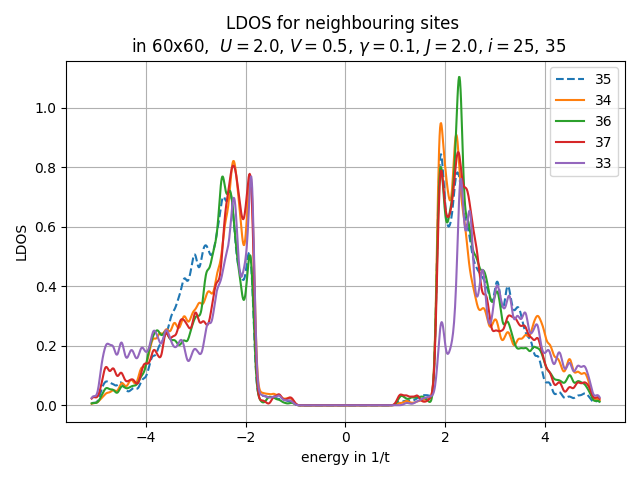 LDOS for neighbouring sites
in 60x60, U = 2.0, V = 0.5, γ = 0.1, J = 2.0, i = 25, 35
35
34
36
37
33
LDOS
1.0
0.8
0.6
0.4
0.2
0.0
−4 −2 0 2 4
energy in 1/t